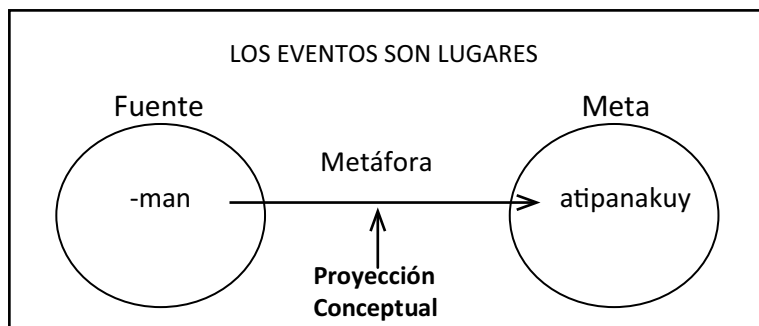 LOS EVENTOS SON LUGARES
Fuente
Meta
Metáfora
-man
atipanakuy
Proyección
Conceptual